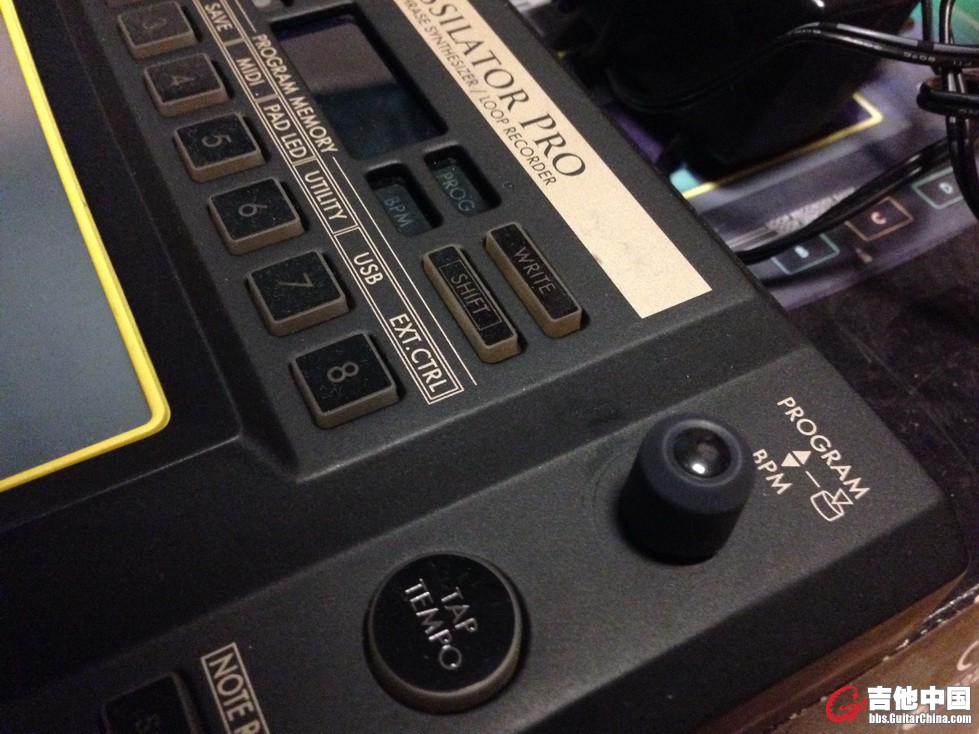 SSILATOR PRO
PHRASE SYNTHESIZER / LOOP RECORDER
PROGRAM MEMORY
SAVE
MIDI
PAD LED
UTILITY
USB
EXT.CTRL
3
4
5
6
7
8
BPM
PROG
SHIFT
WRITE
PROGRAM
BPM
TAP
TEMPO
NOTE R
吉他中国
bbs.GuitarChina.com